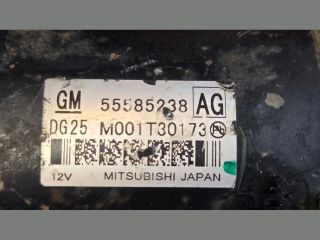 GM 55585238 AG
DG25 M001T30173
12V MITSUBISHI JAPAN